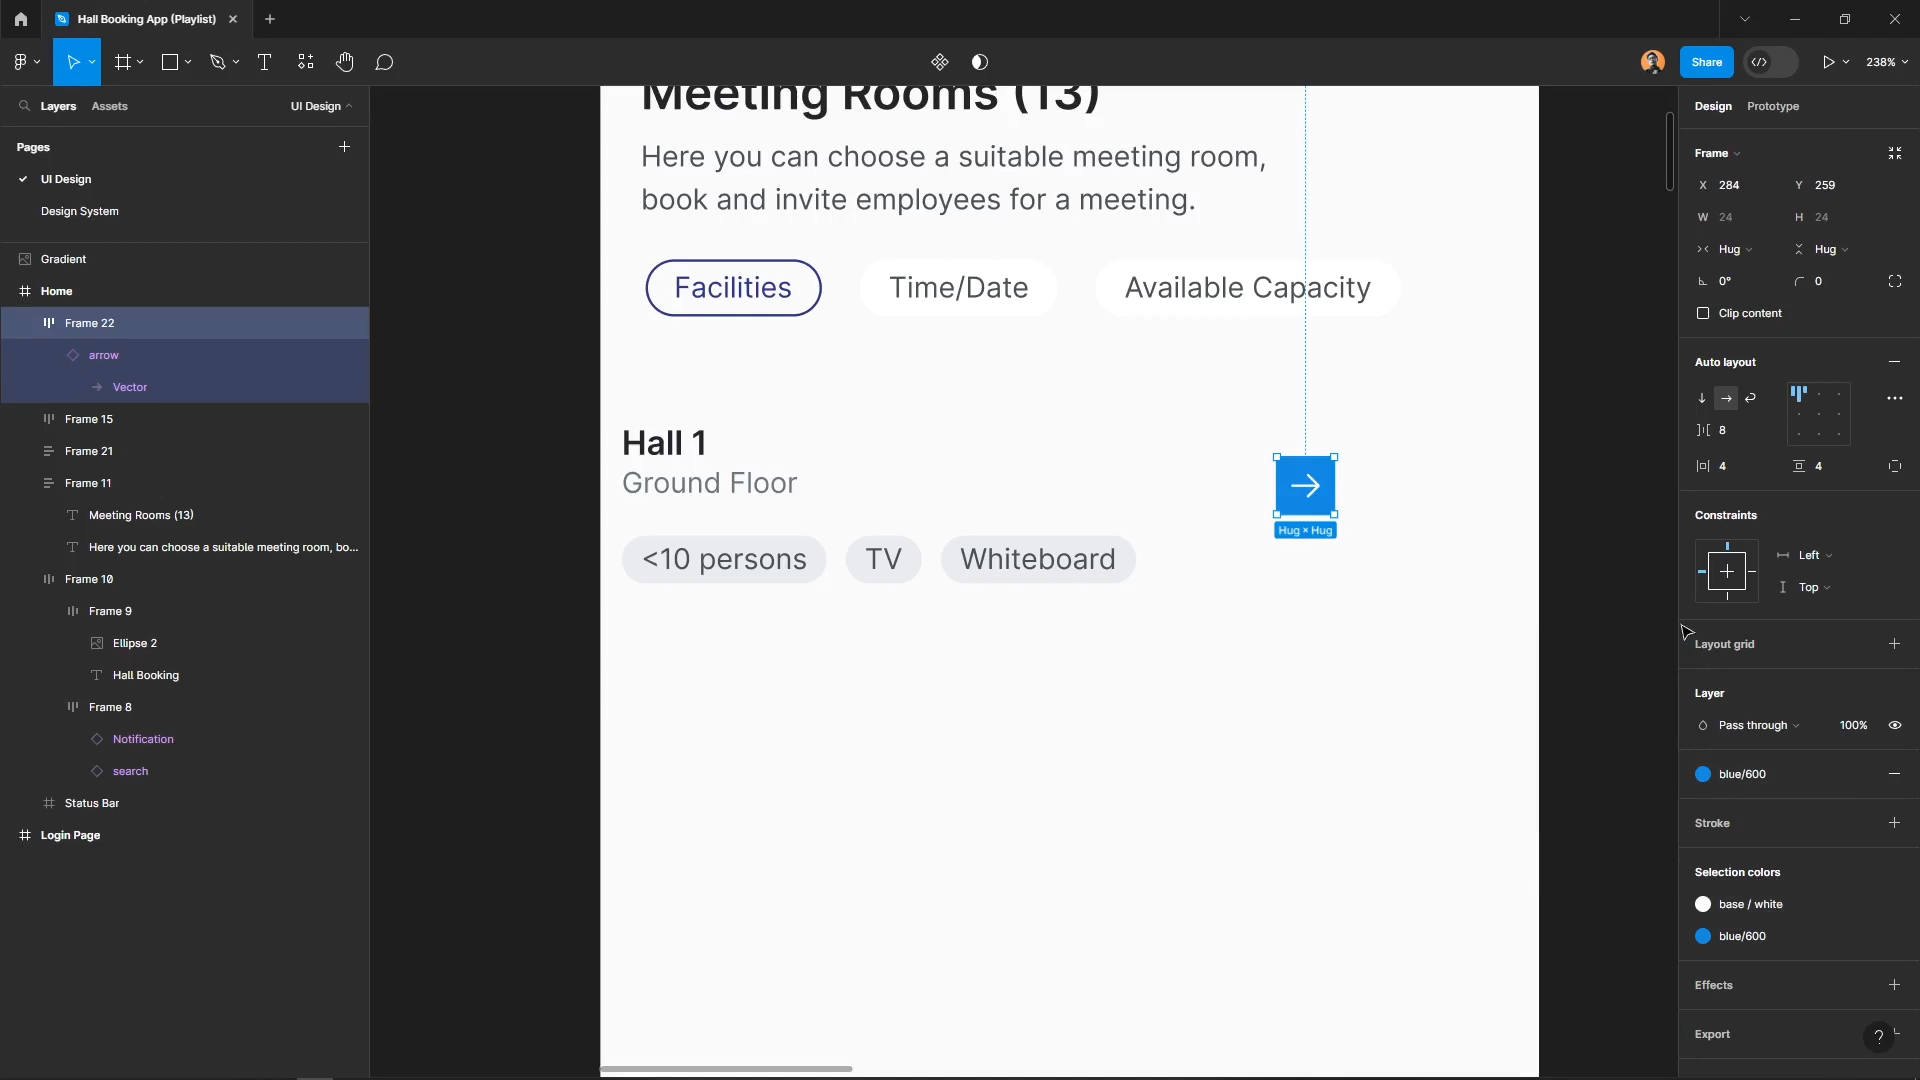 Hall Booking App (Playlist)
Share
238%
Layers
Assets
UI Design
Pages
UI Design
Design System
Gradient
Home
Frame 22
arrow
Vector
Frame 15
Frame 21
Frame 11
Meeting Rooms (13)
Here you can choose a suitable meeting room, bo...
Frame 10
Frame 9
Ellipse 2
Hall Booking
Frame 8
Notification
search
Status Bar
Login Page
Meeting Rooms (13)
Here you can choose a suitable meeting room,
book and invite employees for a meeting.
Facilities
Time/Date
Available Capacity
Hall 1
Ground Floor
Hug × Hug
<10 persons
TV
Whiteboard
Design
Prototype
Frame
X 284
Y 259
W 24
H 24
Hug
Hug
0°
0
Clip content
Auto layout
8
4
4
Constraints
Left
Top
Layout grid
Layer
Pass through
100%
blue/600
Stroke
Selection colors
base / white
blue/600
Effects
Export
?